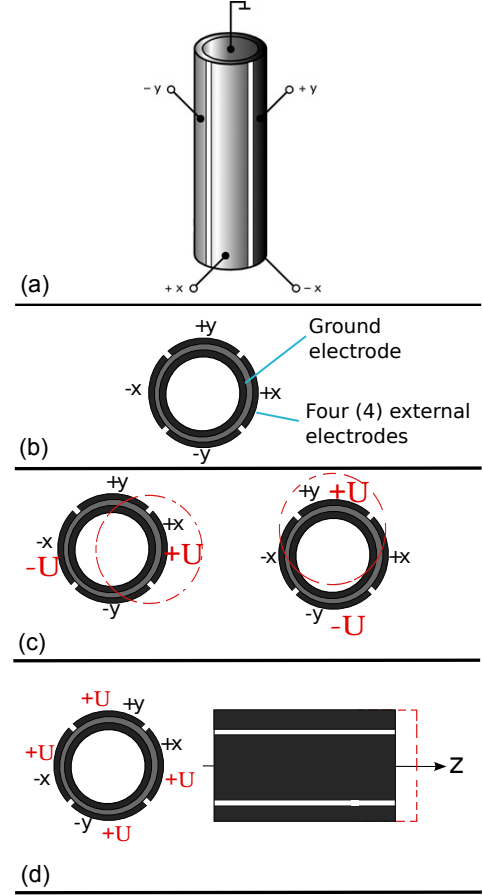 − y
+ y
+ x
− x
(a)
+y
Ground
electrode
-x
+x
Four (4) external
electrodes
-y
(b)
+y
+y
+U
-x
+x
-U
+U
-x
+x
-y
-y
-U
(c)
+U
+y
+U
+x
-x
+U
-y
+U
z
(d)